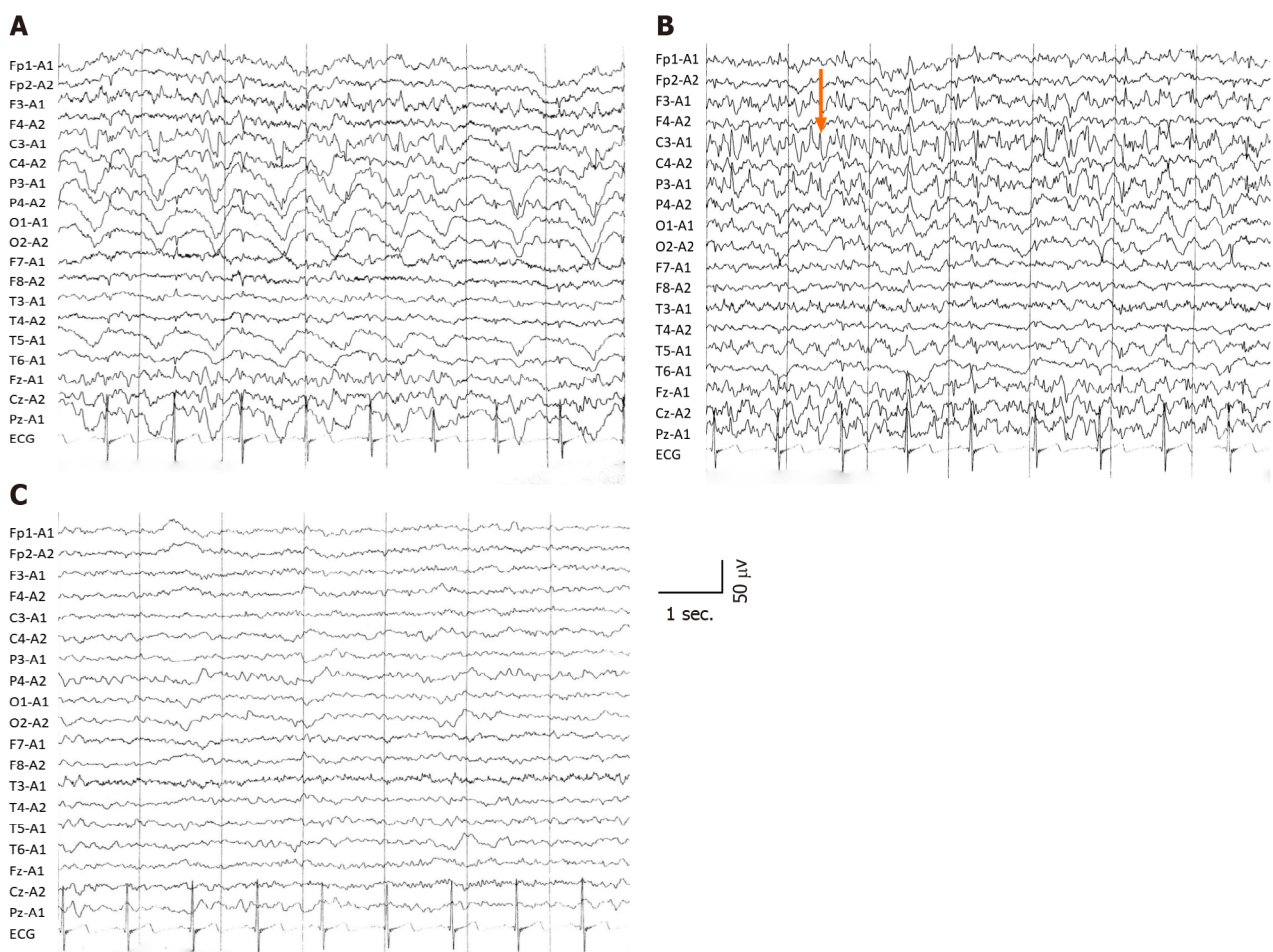 A
Fp1-A1
Fp2-A2
F3-A1
F4-A2
C3-A1
C4-A2
P3-A1
P4-A2
O1-A1
O2-A2
F7-A1
F8-A2
T3-A1
T4-A2
T5-A1
T6-A1
Fz-A1
Cz-A2
Pz-A1
ECG
B
Fp1-A1
Fp2-A2
F3-A1
F4-A2
C3-A1
C4-A2
P3-A1
P4-A2
O1-A1
O2-A2
F7-A1
F8-A2
T3-A1
T4-A2
T5-A1
T6-A1
Fz-A1
Cz-A2
Pz-A1
ECG
C
Fp1-A1
Fp2-A2
F3-A1
F4-A2
C3-A1
C4-A2
P3-A1
P4-A2
O1-A1
O2-A2
F7-A1
F8-A2
T3-A1
T4-A2
T5-A1
T6-A1
Fz-A1
Cz-A2
Pz-A1
ECG
50 μv
1 sec.